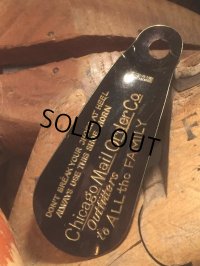 DON'T BREAK YOUR SHOE AT HEEL
ALWAYS USE THIS SHOE HORN
Chicago Mail Order Co
Outfitters
to ALL the FAMILY
SOLD OUT